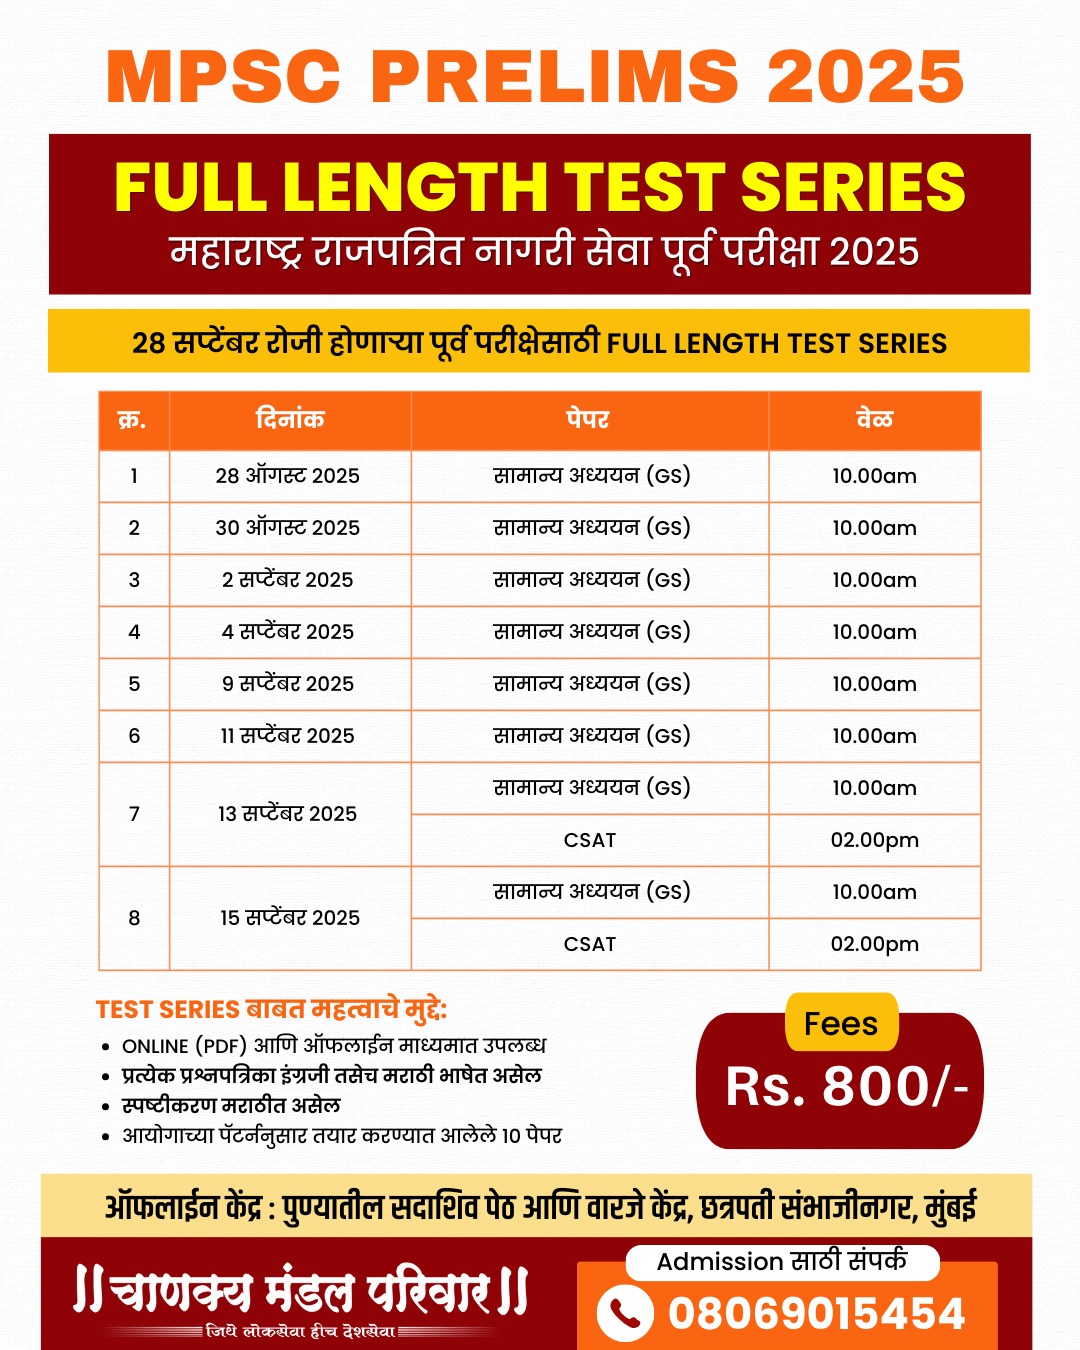 MPSC PRELIMS 2025
FULL LENGTH TEST SERIES
महाराष्ट्र राजपत्रित नागरी सेवा पूर्व परीक्षा 2025
28 सप्टेंबर रोजी होणाऱ्या पूर्व परीक्षेसाठी FULL LENGTH TEST SERIES
क्र. दिनांक पेपर वेळ
1 28 ऑगस्ट 2025 सामान्य अध्ययन (GS) 10.00am
2 30 ऑगस्ट 2025 सामान्य अध्ययन (GS) 10.00am
3 2 सप्टेंबर 2025 सामान्य अध्ययन (GS) 10.00am
4 4 सप्टेंबर 2025 सामान्य अध्ययन (GS) 10.00am
5 9 सप्टेंबर 2025 सामान्य अध्ययन (GS) 10.00am
6 11 सप्टेंबर 2025 सामान्य अध्ययन (GS) 10.00am
7 13 सप्टेंबर 2025 सामान्य अध्ययन (GS) 10.00am
CSAT 02.00pm
8 15 सप्टेंबर 2025 सामान्य अध्ययन (GS) 10.00am
CSAT 02.00pm
TEST SERIES बाबत महत्वाचे मुद्दे:
• ONLINE (PDF) आणि ऑफलाईन माध्यमात उपलब्ध
• प्रत्येक प्रश्नपत्रिका इंग्रजी तसेच मराठी भाषेत असेल
• स्पष्टीकरण मराठीत असेल
• आयोगाच्या पॅटर्ननुसार तयार करण्यात आलेले 10 पेपर
Fees
Rs. 800/-
ऑफलाईन केंद्र : पुण्यातील सदाशिव पेठ आणि वारजे केंद्र, छत्रपती संभाजीनगर, मुंबई
॥ चाणक्य मंडल परिवार ॥
जिथे लोकसेवा हीच देशसेवा
Admission साठी संपर्क
08069015454